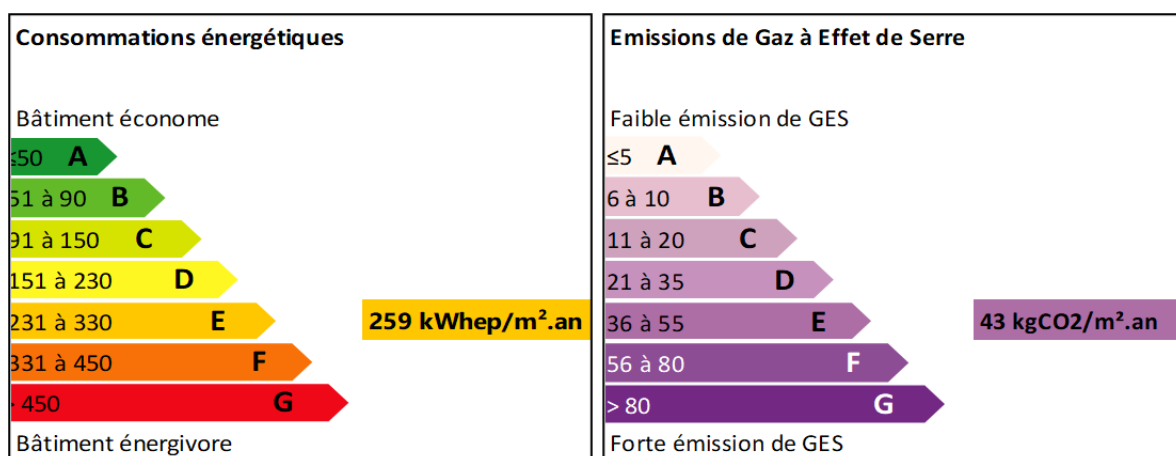 Consommations énergétiques
Bâtiment économe
≤50 A
51 à 90 B
91 à 150 C
151 à 230 D
231 à 330 E
259 kWhep/m².an
331 à 450 F
> 450 G
Bâtiment énergivore
Emissions de Gaz à Effet de Serre
Faible émission de GES
≤5 A
6 à 10 B
11 à 20 C
21 à 35 D
36 à 55 E
43 kgCO2/m².an
56 à 80 F
> 80 G
Forte émission de GES